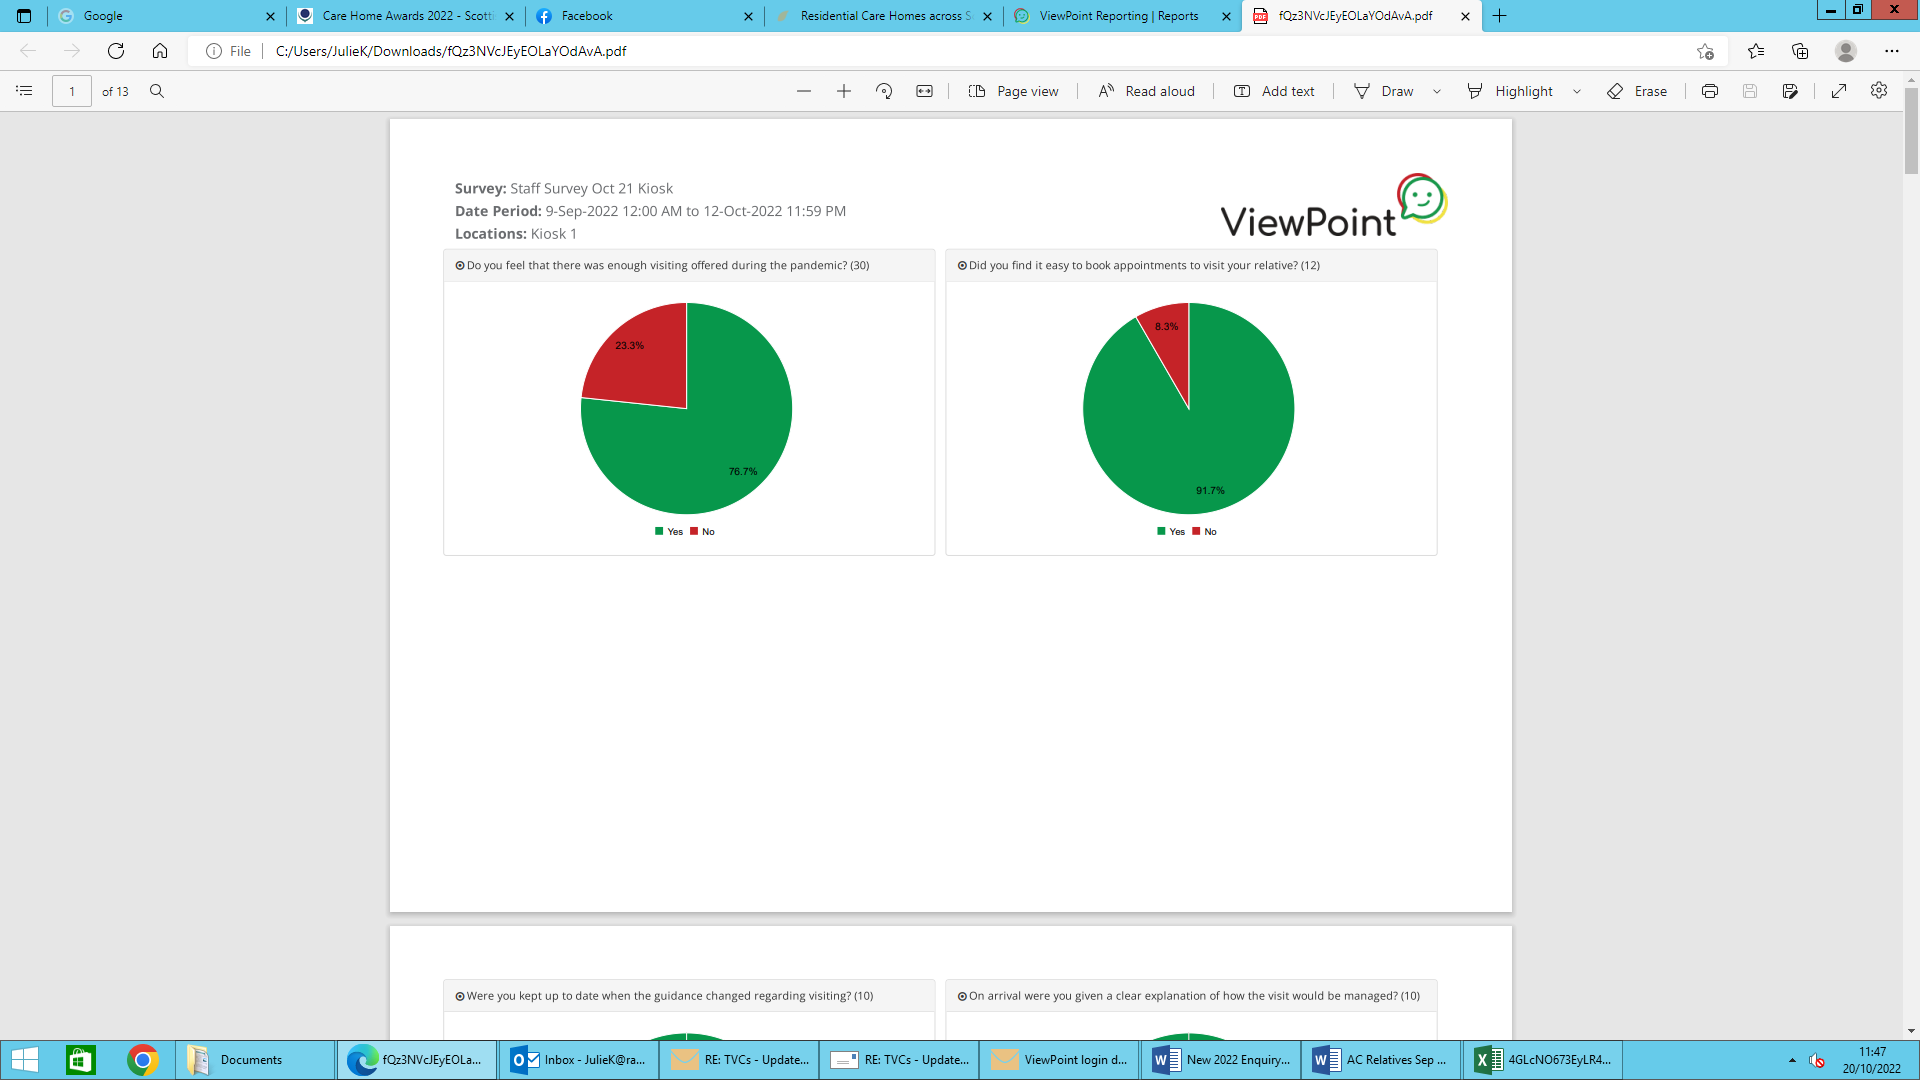 Google
Care Home Awards 2022 - Scotti
Facebook
Residential Care Homes across S
ViewPoint Reporting | Reports
fQz3NVcJEyEOLaYOdAvA.pdf
File
C:/Users/JulieK/Downloads/fQz3NVcJEyEOLaYOdAvA.pdf
1 of 13
Page view
Read aloud
Add text
Draw
Highlight
Erase
Survey: Staff Survey Oct 21 Kiosk
Date Period: 9-Sep-2022 12:00 AM to 12-Oct-2022 11:59 PM
Locations: Kiosk 1
ViewPoint
Do you feel that there was enough visiting offered during the pandemic? (30)
23.3%
76.7%
Yes No
Did you find it easy to book appointments to visit your relative? (12)
8.3%
91.7%
Yes No
Were you kept up to date when the guidance changed regarding visiting? (10)
On arrival were you given a clear explanation of how the visit would be managed? (10)
Documents
fQz3NVcJEyEOLa...
Inbox - JulieK@ra...
RE: TVCs - Update...
RE: TVCs - Update...
ViewPoint login d...
New 2022 Enquiry...
AC Relatives Sep ...
4GLcNO673EyLR4...
11:47
20/10/2022